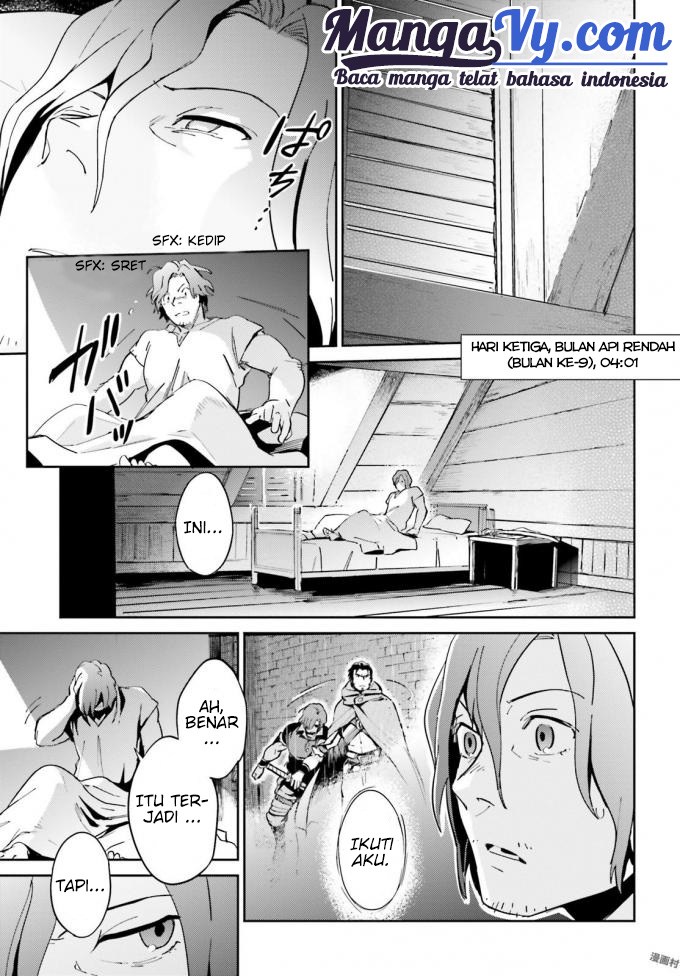 MangaVy.com
Baca manga telat bahasa indonesia
ぱち
SFX: KEDIP
SFX: SRET
ガバッ
HARI KETIGA, BULAN API RENDAH
(BULAN KE-9), 04:01
INI...
IKUTI
AKU.
AH,
BENAR
...
ITU TER-
JADI ...
TAPI...
漫画村